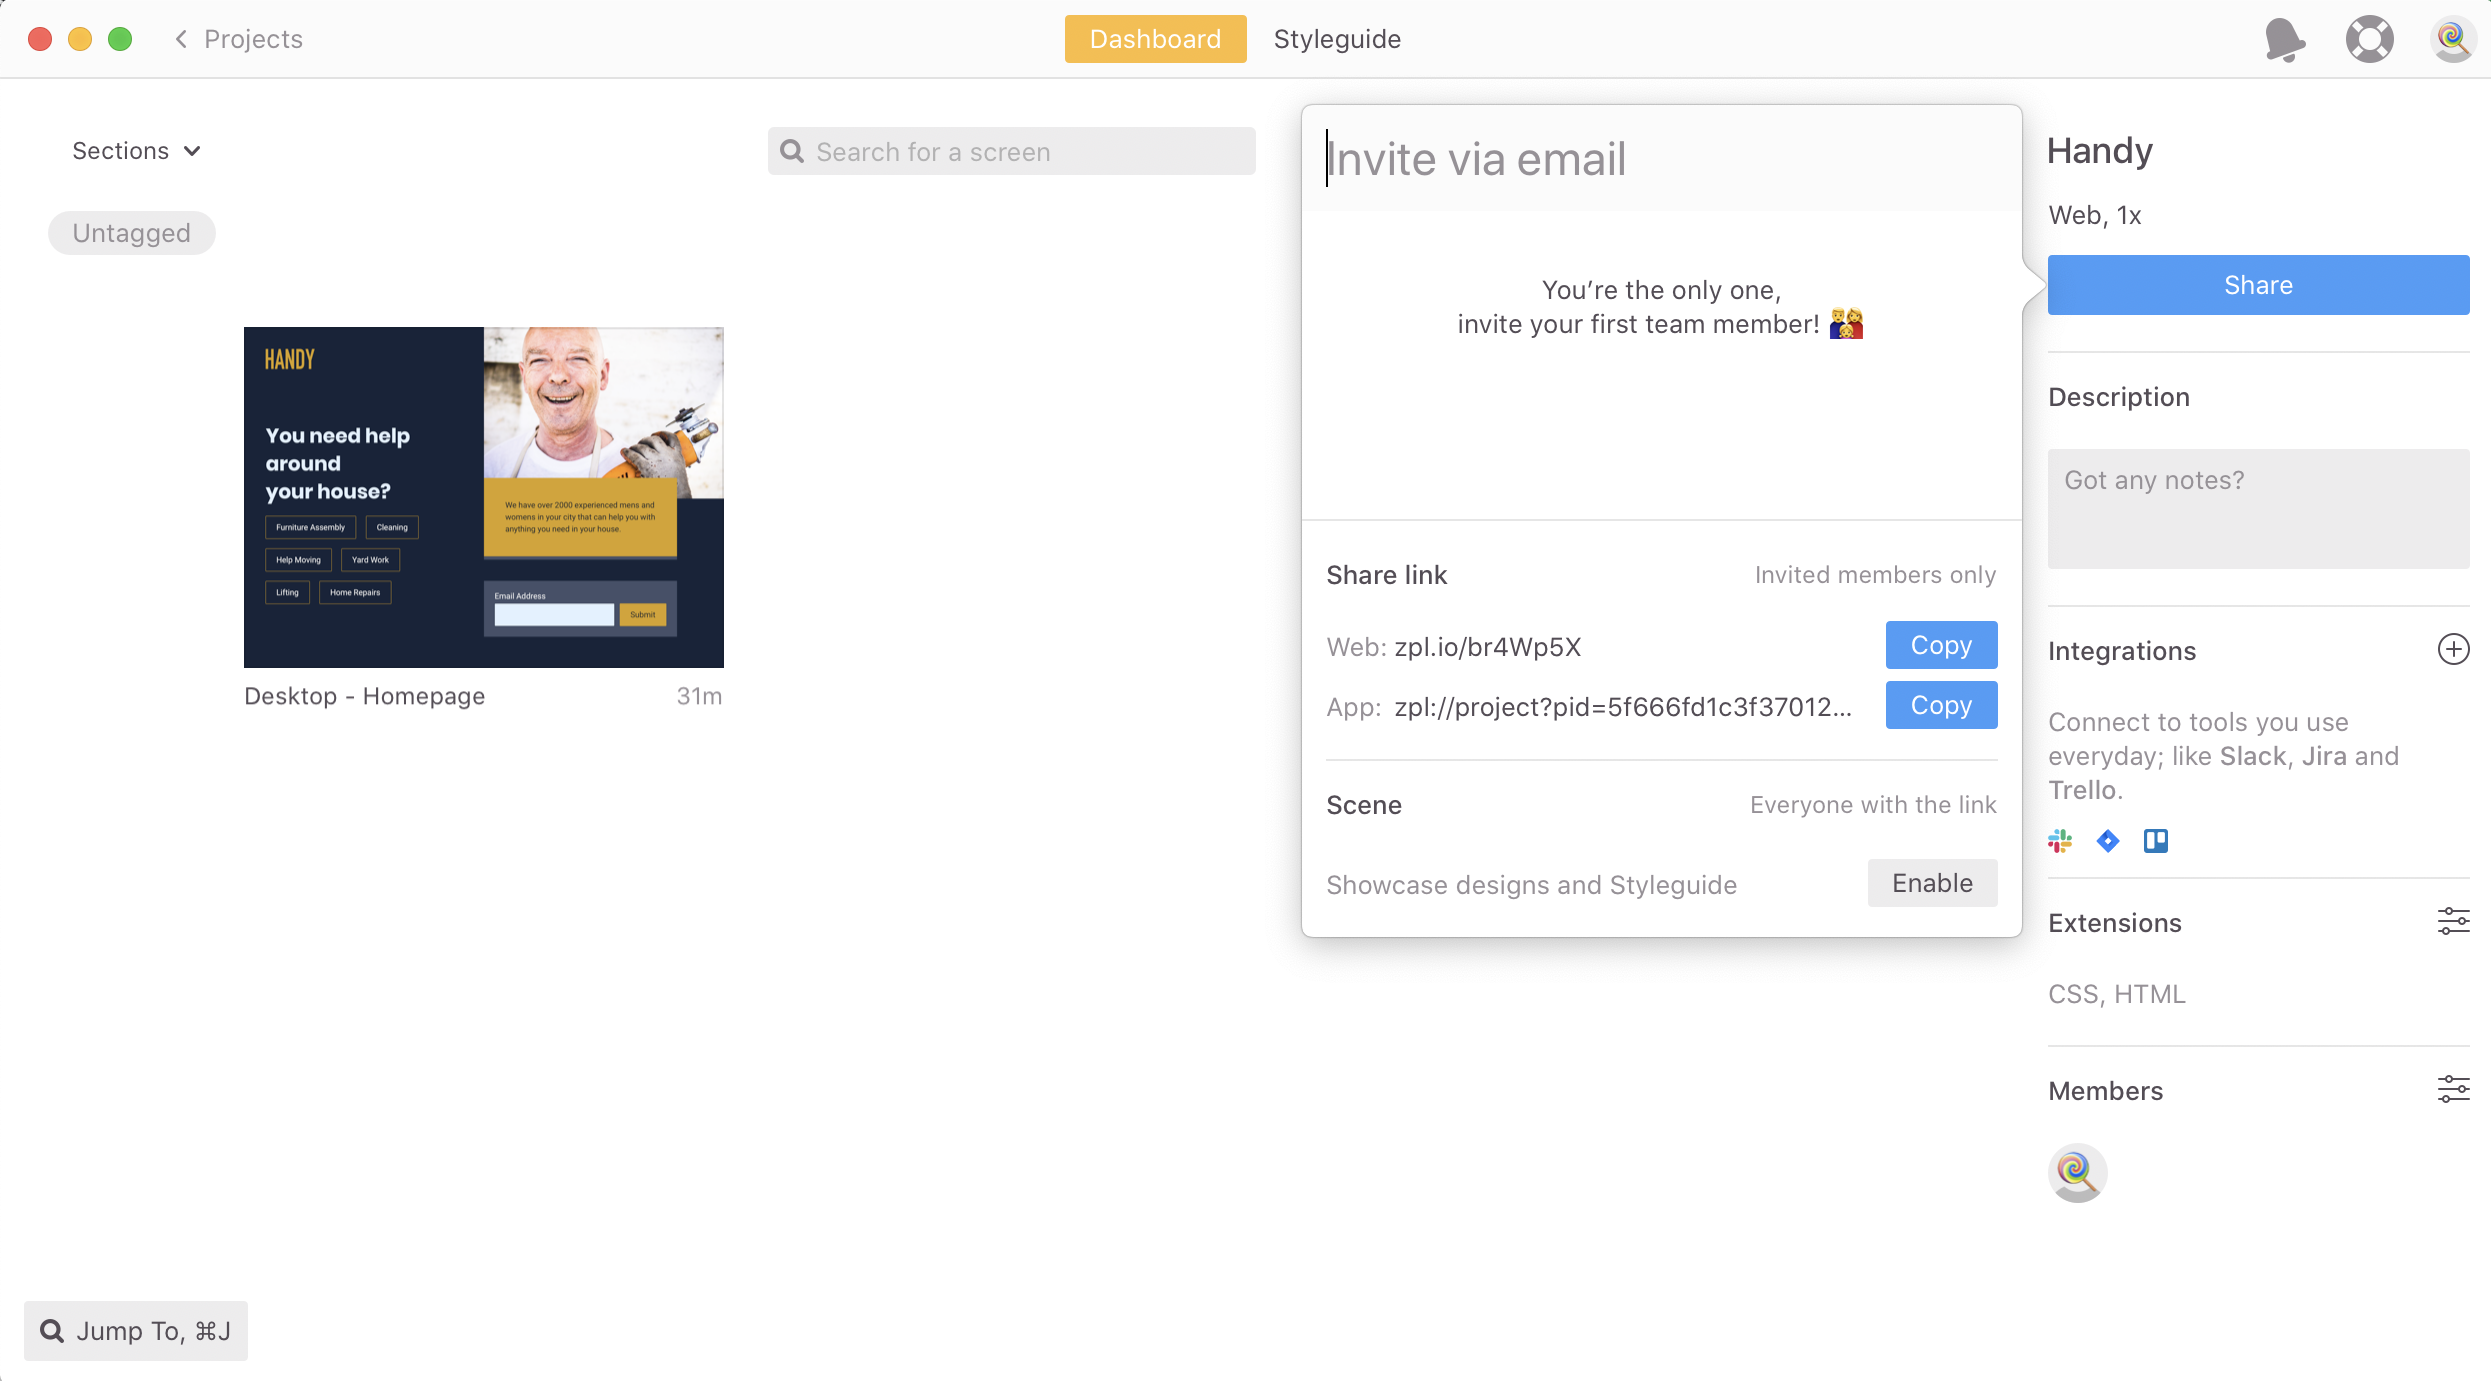 Projects
Dashboard
Styleguide
Sections
Search for a screen
Untagged
HANDY
You need help
around
your house?
Furniture Assembly
Cleaning
Help Moving
Yard Work
Lifting
Home Repairs
We have over 2000 experienced mens and
womens in your city that can help you with
anything you need in your house.
Email Address
Submit
Desktop - Homepage
31m
Invite via email
You’re the only one,
invite your first team member!
Share link
Invited members only
Web: zpl.io/br4Wp5X
Copy
App: zpl://project?pid=5f666fd1c3f37012...
Copy
Scene
Everyone with the link
Showcase designs and Styleguide
Enable
Handy
Web, 1x
Share
Description
Got any notes?
Integrations
Connect to tools you use
everyday; like Slack, Jira and
Trello.
Extensions
CSS, HTML
Members
Jump To, ⌘J